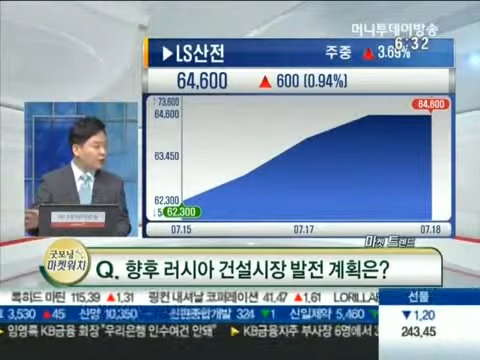 머니투데이방송
6:32
▶LS산전 주중 ▲ 3.69%
64,600 ▲ 600 (0.94%)
73,600
64,600
64,600
63,450
62,300
62,300
07.15 07.17 07.18
마켓 트렌드
굿모닝
마켓워치
Q. 향후 러시아 건설시장 발전 계획은?
록히드 마틴 115,39 ▲1,31 링컨 내셔날 코퍼레이션 41,47 ▲1,61 LORILLAR
선물
3,530 ▲45 신양 10,350 신한종합개발 324 ▼1 신일제약 5,460
▼1,20
임영록 KB금융 회장 "우리은행 인수여건 안돼" ▶KB금융지주 부사장 6명에서 3
243,45